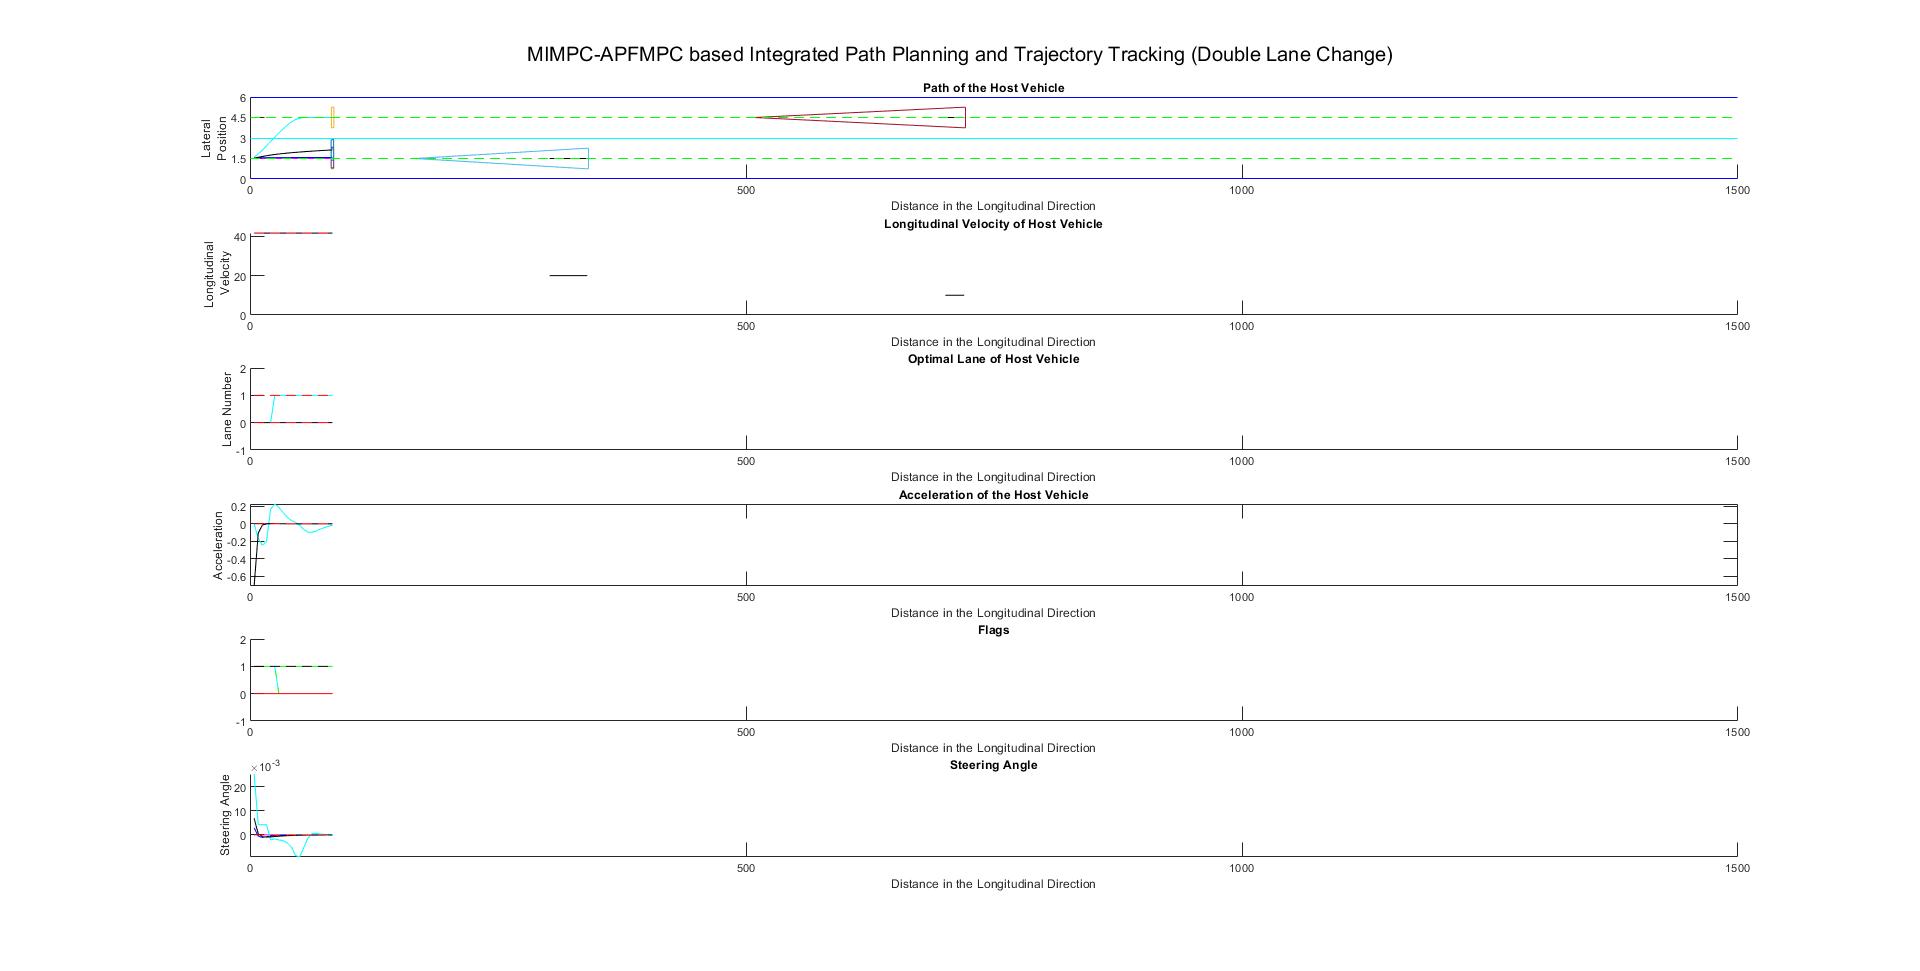 MIMPC-APFMPC based Integrated Path Planning and Trajectory Tracking (Double Lane Change)
Path of the Host Vehicle
Lateral
Position
6
4.5
3
1.5
0
0 500 1000 1500
Distance in the Longitudinal Direction
Longitudinal Velocity of Host Vehicle
Longitudinal
Velocity
40
20
0
0 500 1000 1500
Distance in the Longitudinal Direction
Optimal Lane of Host Vehicle
Lane Number
2
1
0
-1
0 500 1000 1500
Distance in the Longitudinal Direction
Acceleration of the Host Vehicle
Acceleration
0.2
0
-0.2
-0.4
-0.6
0 500 1000 1500
Distance in the Longitudinal Direction
Flags
2
1
0
-1
0 500 1000 1500
Distance in the Longitudinal Direction
Steering Angle
×10-3
Steering Angle
20
10
0
0 500 1000 1500
Distance in the Longitudinal Direction